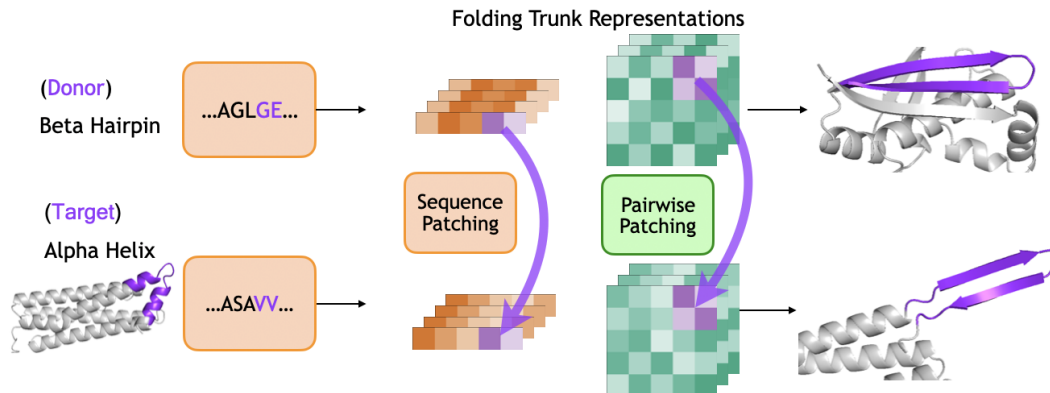 Folding Trunk Representations
(Donor)
Beta Hairpin
...AGLGE...
Sequence
Patching
Pairwise
Patching
(Target)
Alpha Helix
...ASAVV...